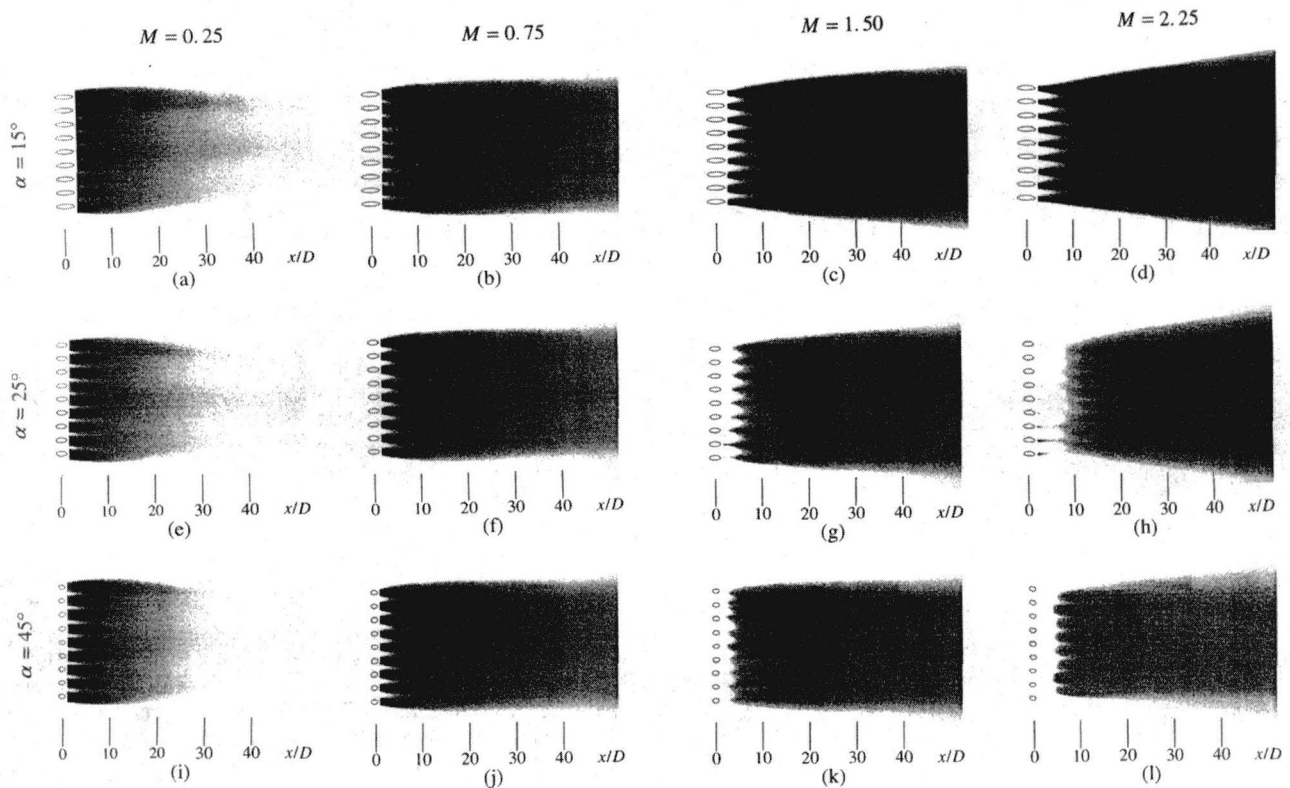 M = 0.25 M = 0.75 M = 1.50 M = 2.25
α = 15°
0 10 20 30 40 x/D 0 10 20 30 40 x/D 0 10 20 30 40 x/D 0 10 20 30 40 x/D
(a) (b) (c) (d)
α = 25°
0 10 20 30 40 x/D 0 10 20 30 40 x/D 0 10 20 30 40 x/D 0 10 20 30 40 x/D
(e) (f) (g) (h)
α = 45°
0 10 20 30 40 x/D 0 10 20 30 40 x/D 0 10 20 30 40 x/D 0 10 20 30 40 x/D
(i) (j) (k) (l)